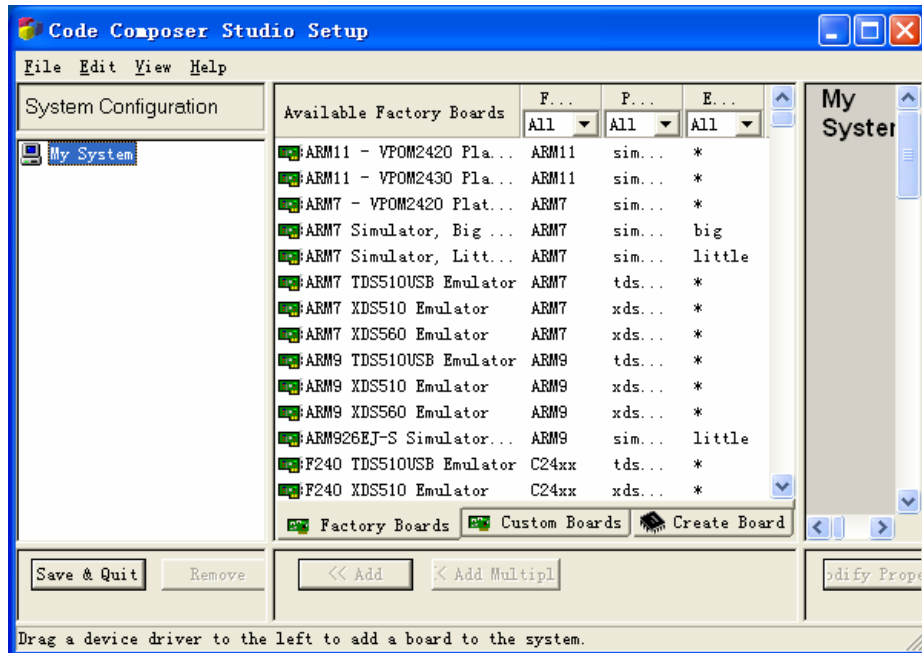 Code Composer Studio Setup
File Edit View Help
System Configuration
My System
Available Factory Boards F... P... E...
All All All
ARM11 - VPOM2420 Pla... ARM11 sim... *
ARM11 - VPOM2430 Pla... ARM11 sim... *
ARM7 - VPOM2420 Plat... ARM7 sim... *
ARM7 Simulator, Big ... ARM7 sim... big
ARM7 Simulator, Litt... ARM7 sim... little
ARM7 TDS510USB Emulator ARM7 tds... *
ARM7 XDS510 Emulator ARM7 xds... *
ARM7 XDS560 Emulator ARM7 xds... *
ARM9 TDS510USB Emulator ARM9 tds... *
ARM9 XDS510 Emulator ARM9 xds... *
ARM9 XDS560 Emulator ARM9 xds... *
ARM926EJ-S Simulator... ARM9 sim... little
F240 TDS510USB Emulator C24xx tds... *
F240 XDS510 Emulator C24xx xds... *
Factory Boards Custom Boards Create Board
My
System
Save & Quit Remove << Add < Add Multipl odify Prope
Drag a device driver to the left to add a board to the system.